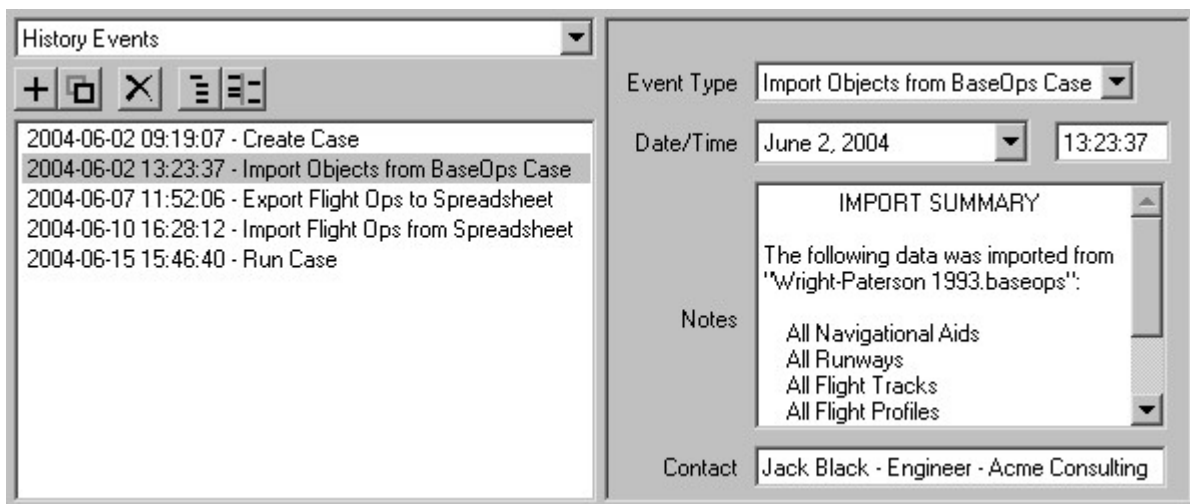 History Events
2004-06-02 09:19:07 - Create Case
2004-06-02 13:23:37 - Import Objects from BaseOps Case
2004-06-07 11:52:06 - Export Flight Ops to Spreadsheet
2004-06-10 16:28:12 - Import Flight Ops from Spreadsheet
2004-06-15 15:46:40 - Run Case
Event Type Import Objects from BaseOps Case
Date/Time June 2, 2004 13:23:37
Notes
IMPORT SUMMARY
The following data was imported from
"Wright-Paterson 1993.baseops":
All Navigational Aids
All Runways
All Flight Tracks
All Flight Profiles
Contact Jack Black - Engineer - Acme Consulting